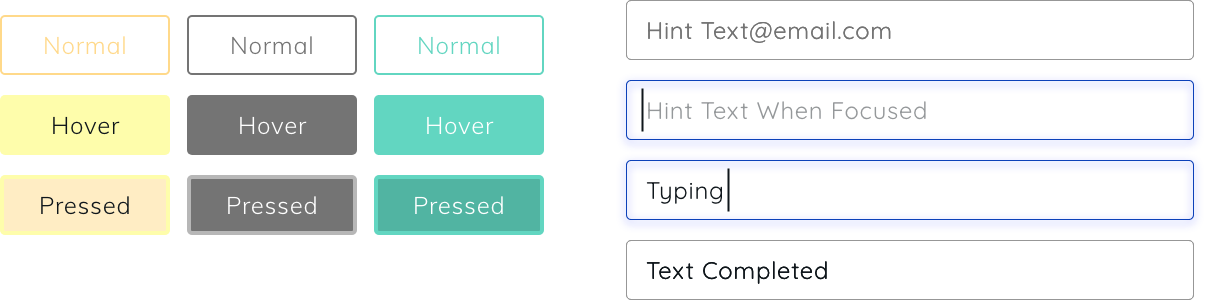 Normal
Normal
Normal
Hover
Hover
Hover
Pressed
Pressed
Pressed
Hint Text@email.com
Hint Text When Focused
Typing
Text Completed